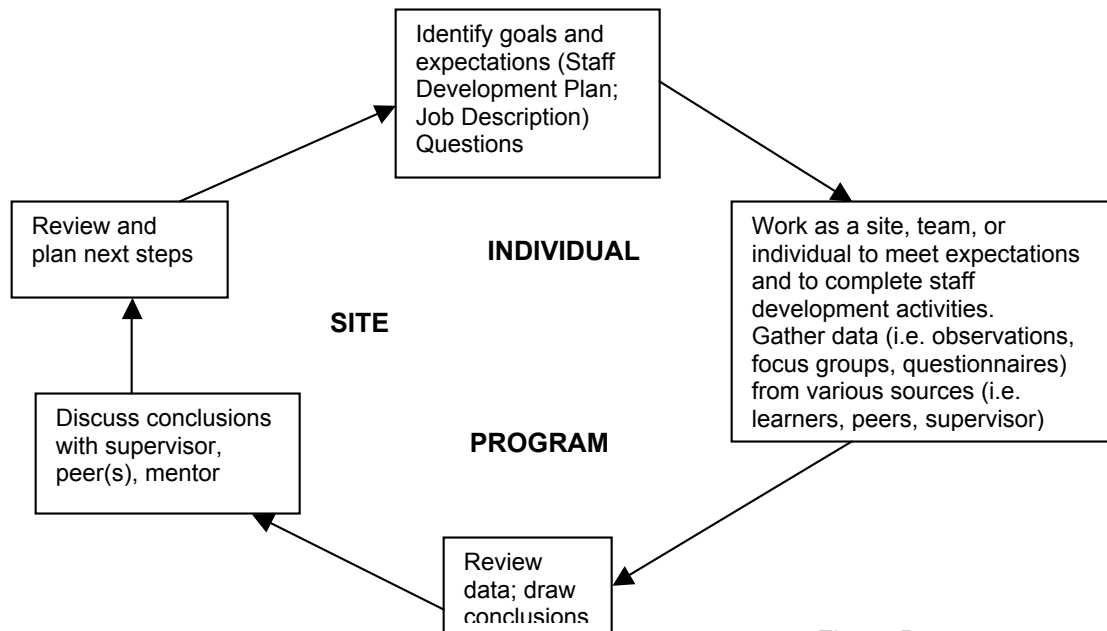 Identify goals and
expectations (Staff
Development Plan;
Job Description)
Questions
Review and
plan next steps
INDIVIDUAL
Work as a site, team, or
individual to meet expectations
and to complete staff
development activities.
Gather data (i.e. observations,
focus groups, questionnaires)
from various sources (i.e.
learners, peers, supervisor)
SITE
Discuss conclusions
with supervisor,
peer(s), mentor
PROGRAM
Review
data; draw
conclusions